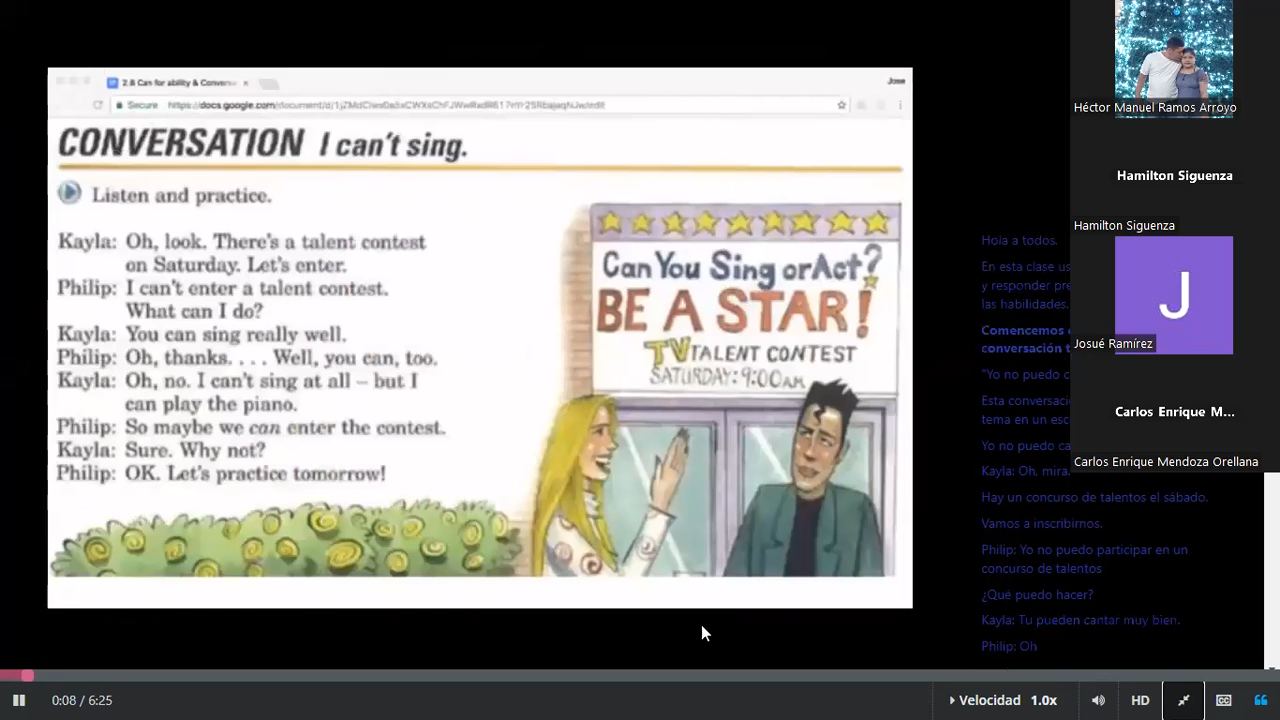 2.8 Can for ability & Convers
Jose
Secure
CONVERSATION I can't sing.
Listen and practice.
Kayla: Oh, look. There's a talent contest
on Saturday. Let's enter.
Philip: I can't enter a talent contest.
What can I do?
Kayla: You can sing really well.
Philip: Oh, thanks. . . . Well, you can, too.
Kayla: Oh, no. I can't sing at all – but I
can play the piano.
Philip: So maybe we can enter the contest.
Kayla: Sure. Why not?
Philip: OK. Let's practice tomorrow!
Can You Sing or Act?
BE A STAR!
TV TALENT CONTEST
SATURDAY: 9:00 AM
Héctor Manuel Ramos Arroyo
Hamilton Siguenza
Hamilton Siguenza
J
Josué Ramírez
Carlos Enrique M...
Carlos Enrique Mendoza Orellana
Hola a todos.
En esta clase us
y responder pre
las habilidades.
Comencemos
conversación t
"Yo no puedo c
Esta conversació
tema en un esc
Yo no puedo ca
Kayla: Oh, mira.
Hay un concurso de talentos el sábado.
Vamos a inscribirnos.
Philip: Yo no puedo participar en un
concurso de talentos
¿Qué puedo hacer?
Kayla: Tu pueden cantar muy bien.
Philip: Oh
0:08 / 6:25
Velocidad 1.0x
HD
CC